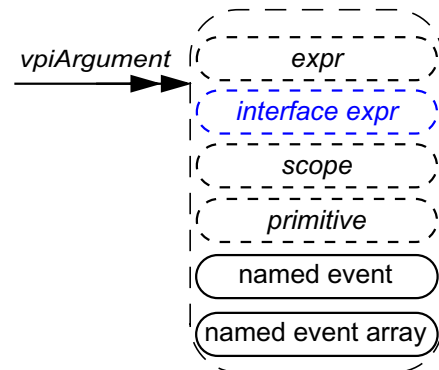 vpiArgument
expr
interface expr
scope
primitive
named event
named event array